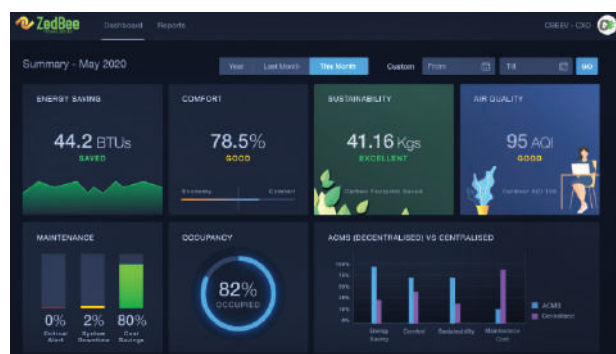 ZedBee
Dashboard Reports
Summary - May 2020
Year Last Month This Month Custom From Till GO
ENERGY SAVING
44.2 BTUs
SAVED
COMFORT
78.5%
GOOD
Economy Comfort
SUSTAINABILITY
41.16 Kgs
EXCELLENT
Carbon Footprint Saved
AIR QUALITY
95 AQI
GOOD
MAINTENANCE
0% 2% 80%
Critical System Cost
Alert Downtime Savings
OCCUPANCY
82%
OCCUPIED
ACMS (DECENTRALISED) VS CENTRALISED
100%
0%
ACMS
Centralised
Energy Comfort Sustainability Maintenance
Saving Cost